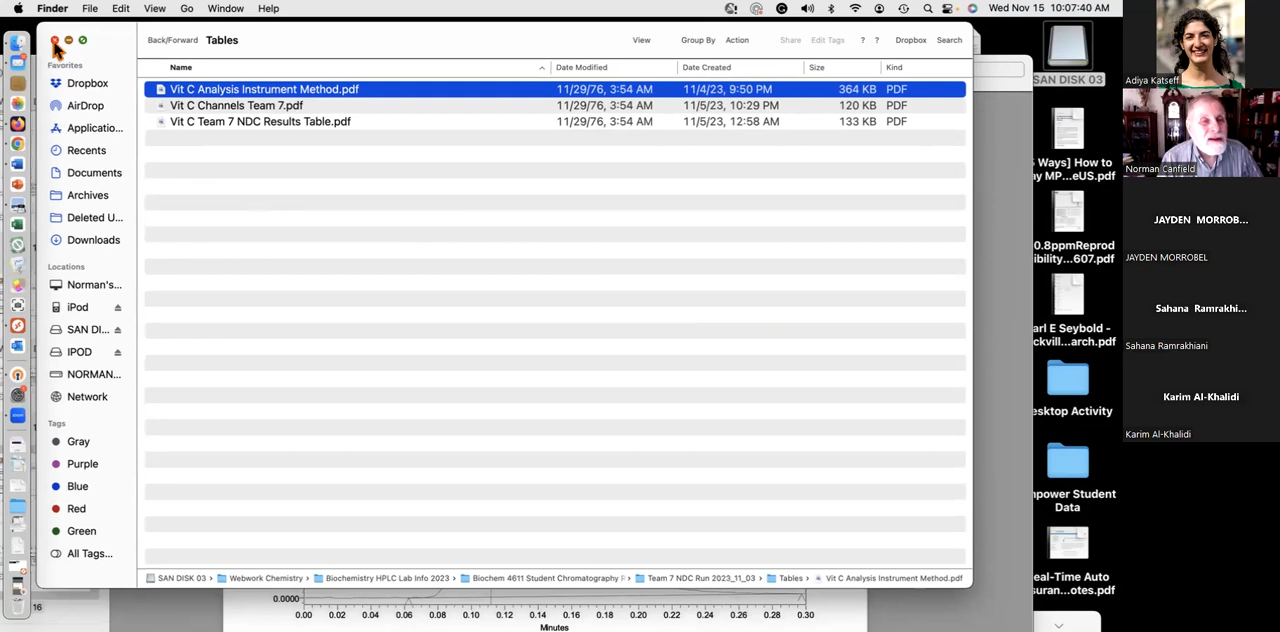 Finder File Edit View Go Window Help
Wed Nov 15 10:07:40 AM
Back/Forward Tables View Group By Action Share Edit Tags ? ? Dropbox Search
Favorites
Dropbox
AirDrop
Applicatio...
Recents
Documents
Archives
Deleted U...
Downloads
Locations
Norman's...
iPod
SAN DI...
IPOD
NORMAN...
Network
Tags
Gray
Purple
Blue
Red
Green
All Tags...
Name Date Modified Date Created Size Kind
Vit C Analysis Instrument Method.pdf 11/29/76, 3:54 AM 11/4/23, 9:50 PM 364 KB PDF
Vit C Channels Team 7.pdf 11/29/76, 3:54 AM 11/5/23, 10:29 PM 120 KB PDF
Vit C Team 7 NDC Results Table.pdf 11/29/76, 3:54 AM 11/5/23, 12:58 AM 133 KB PDF
SAN DISK 03 › Webwork Chemistry › Biochemistry HPLC Lab Info 2023 › Biochem 4611 Student Chromatography › Team 7 NDC Run 2023_11_03 › Tables › Vit C Analysis Instrument Method.pdf
16
0.0000
0.00 0.02 0.04 0.06 0.08 0.10 0.12 0.14 0.16 0.18 0.20 0.22 0.24 0.26 0.28 0.30
Minutes
SAN DISK 03
Ways] How to
y MP...eUS.pdf
0.8ppmReprod
ibility...607.pdf
arl E Seybold -
ckvill...arch.pdf
esktop Activity
mpower Student
Data
eal-Time Auto
suran...otes.pdf
Adiya Katseff
Norman Canfield
JAYDEN MORROB...
JAYDEN MORROBEL
Sahana Ramrakhi...
Sahana Ramrakhiani
Karim Al-Khalidi
Karim Al-Khalidi